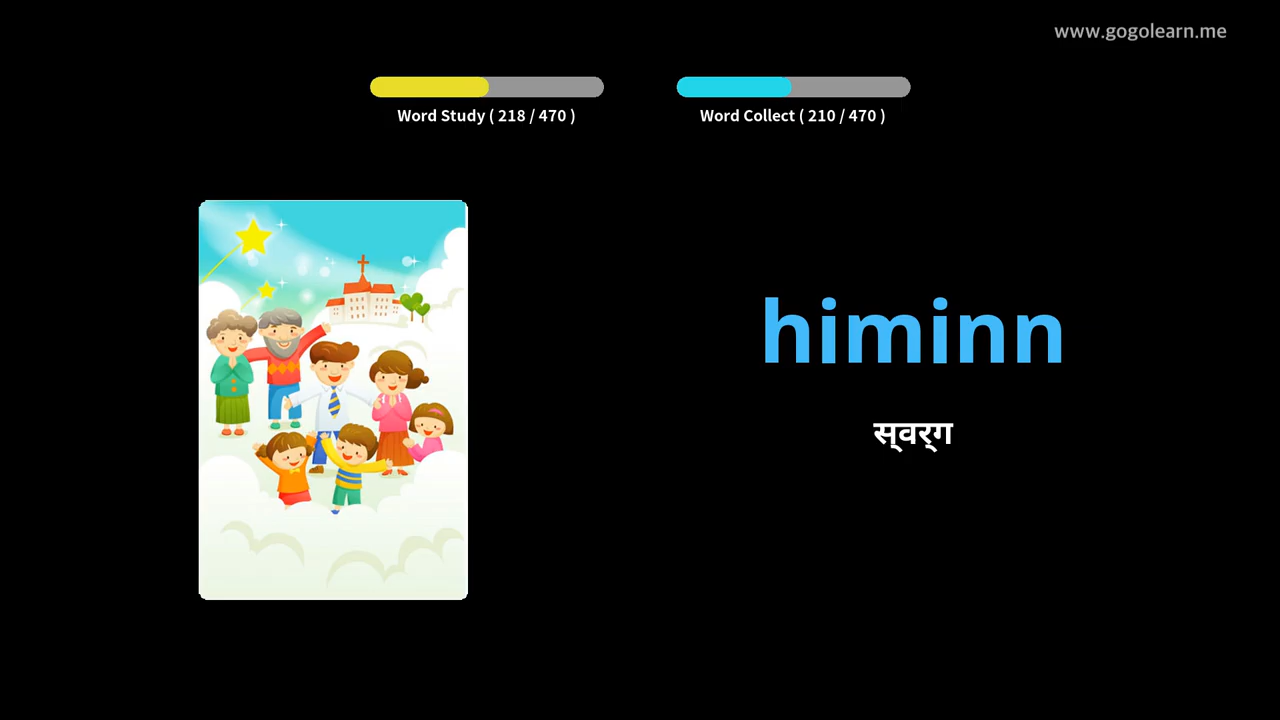 www.gogolearn.me
Word Study ( 218 / 470 )
Word Collect ( 210 / 470 )
himinn
स्वर्ग